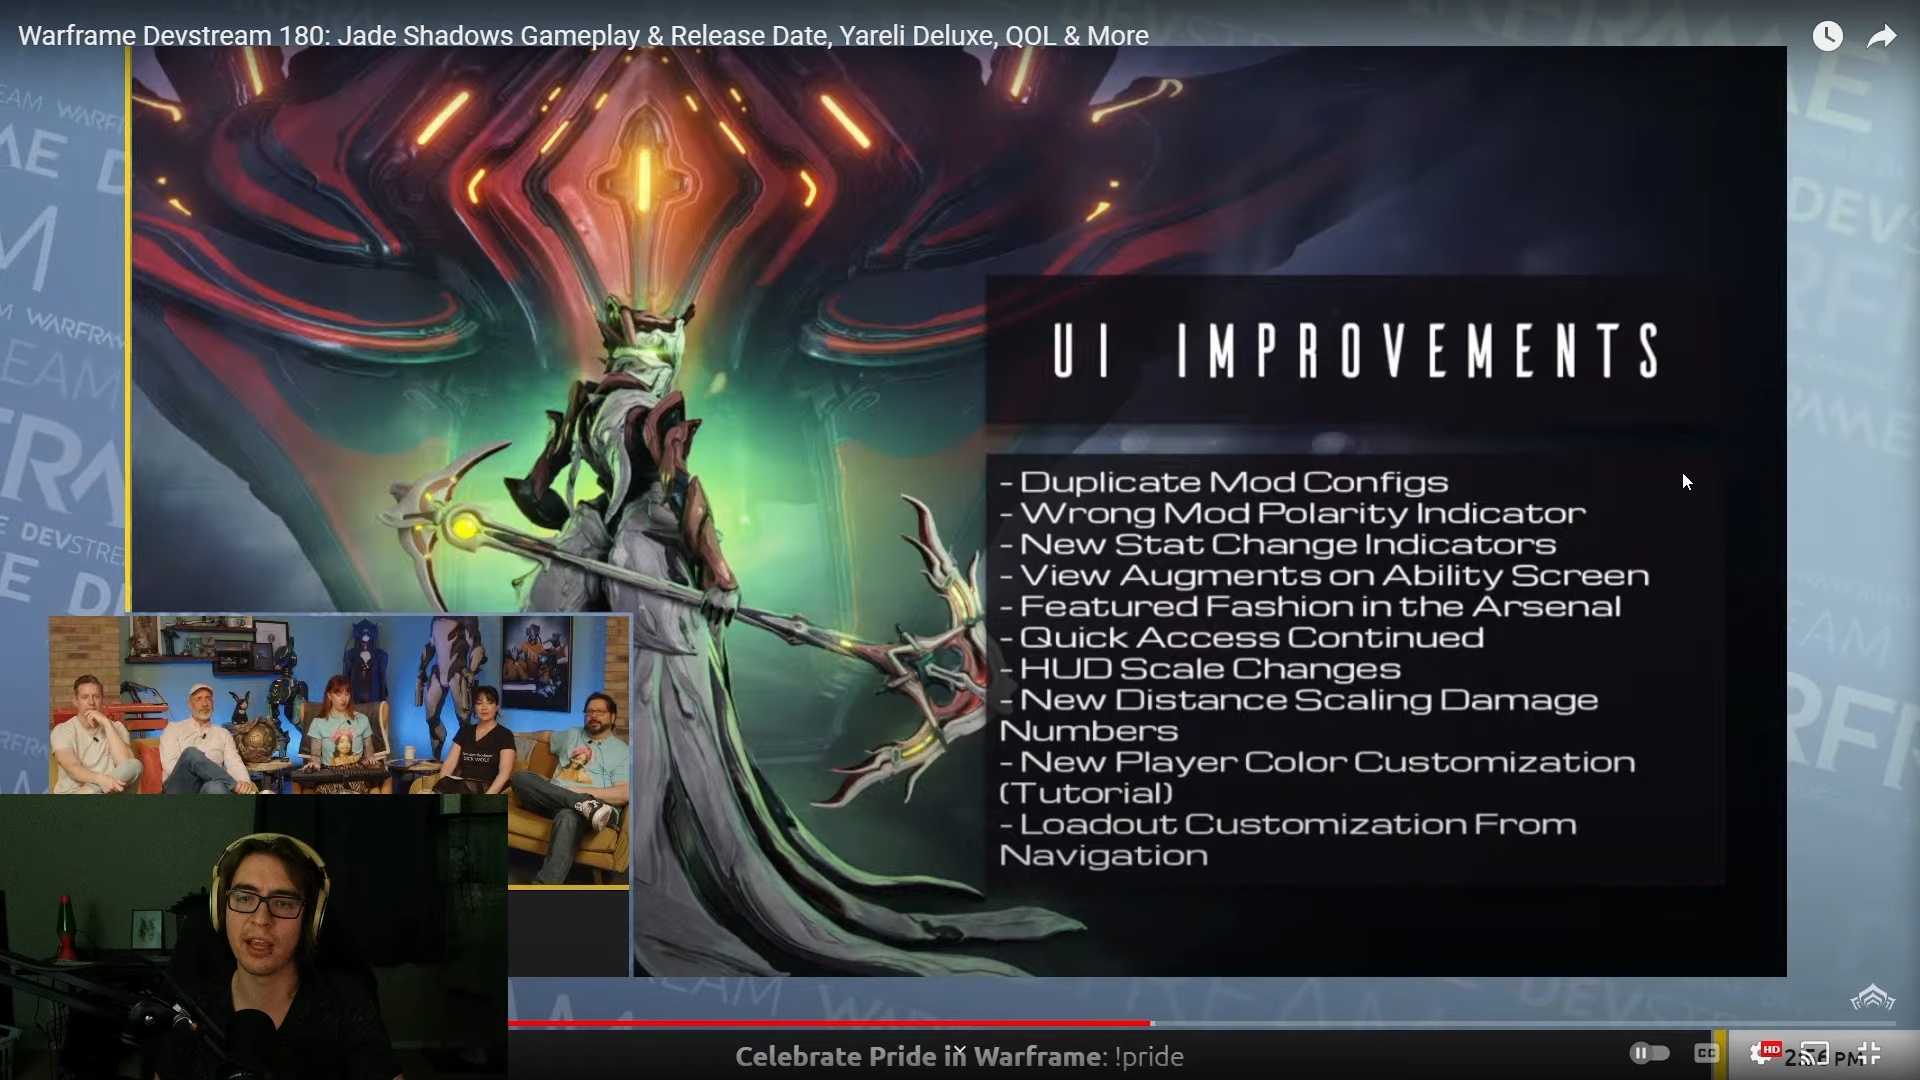 Warframe Devstream 180: Jade Shadows Gameplay & Release Date, Yareli Deluxe, QOL & More
UI IMPROVEMENTS
- Duplicate Mod Configs
- Wrong Mod Polarity Indicator
- New Stat Change Indicators
- View Augments on Ability Screen
- Featured Fashion in the Arsenal
- Quick Access Continued
- HUD Scale Changes
- New Distance Scaling Damage
Numbers
- New Player Color Customization
(Tutorial)
- Loadout Customization From
Navigation
Celebrate Pride in Warframe: !pride
CC
HD
PM